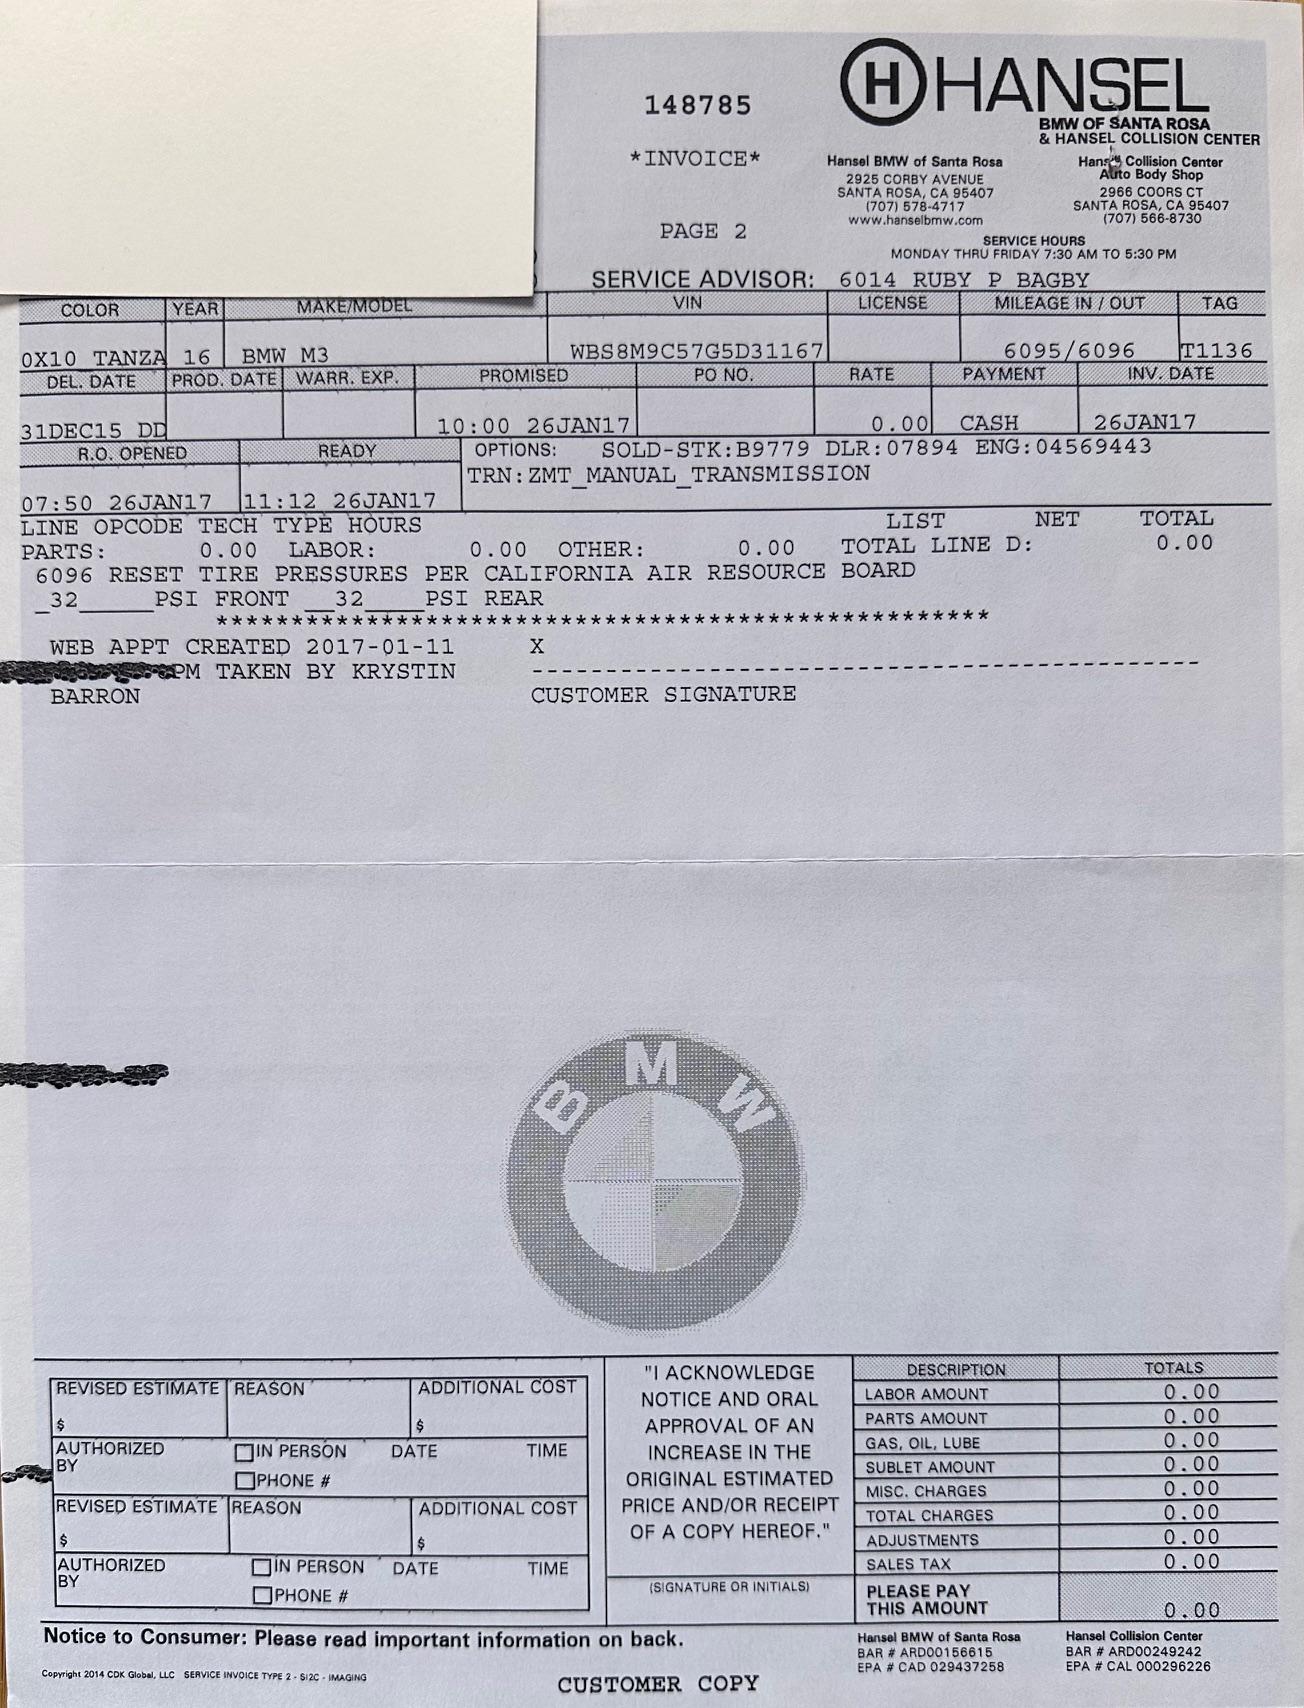 148785
*INVOICE*
PAGE 2
H HANSEL
BMW OF SANTA ROSA
& HANSEL COLLISION CENTER
Hansel BMW of Santa Rosa
2925 CORBY AVENUE
SANTA ROSA, CA 95407
(707) 578-4717
www.hanselbmw.com
Hansel Collision Center
Auto Body Shop
2966 COORS CT
SANTA ROSA, CA 95407
(707) 566-8730
SERVICE HOURS
MONDAY THRU FRIDAY 7:30 AM TO 5:30 PM
SERVICE ADVISOR: 6014 RUBY P BAGBY
COLOR YEAR MAKE/MODEL VIN LICENSE MILEAGE IN / OUT TAG
0X10 TANZA 16 BMW M3 WBS8M9C57G5D31167 6095/6096 T1136
DEL. DATE PROD. DATE WARR. EXP. PROMISED PO NO. RATE PAYMENT INV. DATE
31DEC15 DD 10:00 26JAN17 0.00 CASH 26JAN17
R.O. OPENED READY OPTIONS: SOLD-STK:B9779 DLR:07894 ENG:04569443
TRN:ZMT_MANUAL_TRANSMISSION
07:50 26JAN17 11:12 26JAN17
LINE OPCODE TECH TYPE HOURS LIST NET TOTAL
PARTS: 0.00 LABOR: 0.00 OTHER: 0.00 TOTAL LINE D: 0.00
6096 RESET TIRE PRESSURES PER CALIFORNIA AIR RESOURCE BOARD
_32_____PSI FRONT __32____PSI REAR
****************************************************
WEB APPT CREATED 2017-01-11 X
PM TAKEN BY KRYSTIN ---------------------------------------------
BARRON CUSTOMER SIGNATURE
BMW
REVISED ESTIMATE REASON ADDITIONAL COST
$ $
AUTHORIZED BY IN PERSON DATE TIME
PHONE #
REVISED ESTIMATE REASON ADDITIONAL COST
$ $
AUTHORIZED BY IN PERSON DATE TIME
PHONE #
"I ACKNOWLEDGE
NOTICE AND ORAL
APPROVAL OF AN
INCREASE IN THE
ORIGINAL ESTIMATED
PRICE AND/OR RECEIPT
OF A COPY HEREOF."
(SIGNATURE OR INITIALS)
DESCRIPTION TOTALS
LABOR AMOUNT 0.00
PARTS AMOUNT 0.00
GAS, OIL, LUBE 0.00
SUBLET AMOUNT 0.00
MISC. CHARGES 0.00
TOTAL CHARGES 0.00
ADJUSTMENTS 0.00
SALES TAX 0.00
PLEASE PAY
THIS AMOUNT 0.00
Notice to Consumer: Please read important information on back.
Hansel BMW of Santa Rosa
BAR # ARD00156615
EPA # CAD 029437258
Hansel Collision Center
BAR # ARD00249242
EPA # CAL 000296226
Copyright 2014 CDK Global, LLC SERVICE INVOICE TYPE 2 - SI2C - IMAGING
CUSTOMER COPY